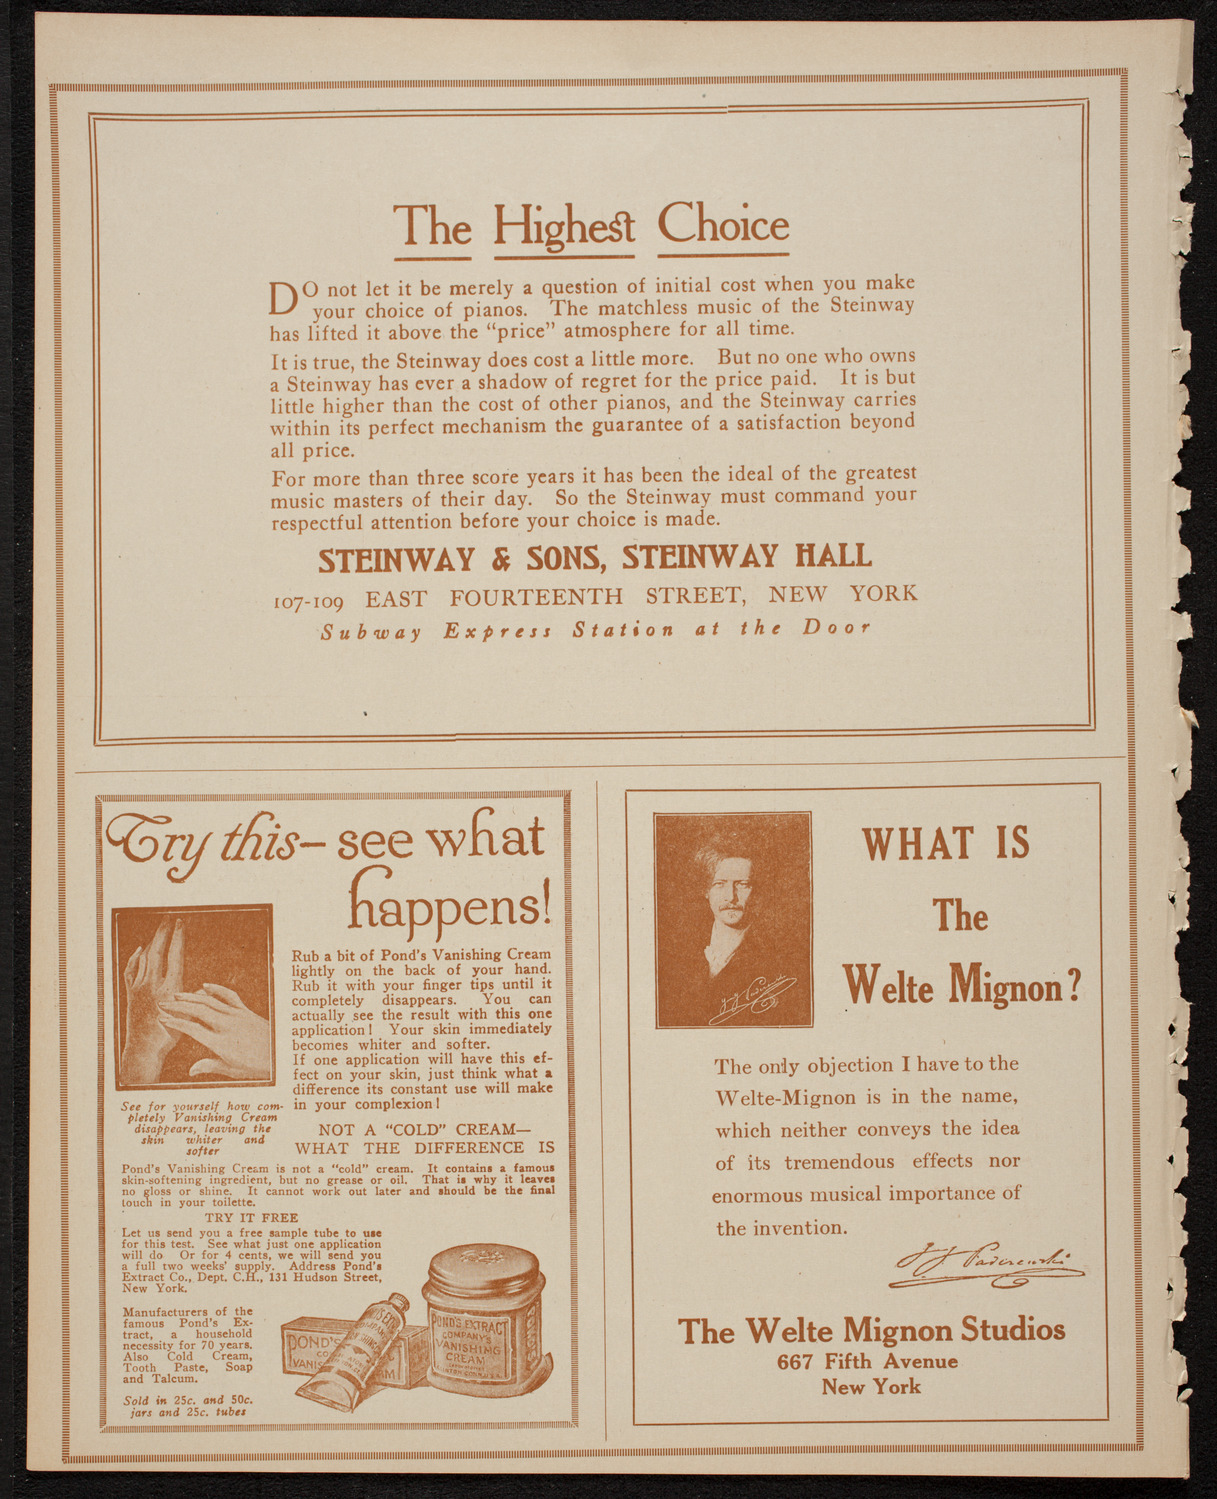 The Highest Choice
DO not let it be merely a question of initial cost when you make
your choice of pianos. The matchless music of the Steinway
has lifted it above the "price" atmosphere for all time.
It is true, the Steinway does cost a little more. But no one who owns
a Steinway has ever a shadow of regret for the price paid. It is but
little higher than the cost of other pianos, and the Steinway carries
within its perfect mechanism the guarantee of a satisfaction beyond
all price.
For more than three score years it has been the ideal of the greatest
music masters of their day. So the Steinway must command your
respectful attention before your choice is made.
STEINWAY & SONS, STEINWAY HALL
107-109 EAST FOURTEENTH STREET, NEW YORK
Subway Express Station at the Door
Try this—see what
happens!
Rub a bit of Pond's Vanishing Cream
lightly on the back of your hand.
Rub it with your finger tips until it
completely disappears. You can
actually see the result with this one
application! Your skin immediately
becomes whiter and softer.
If one application will have this ef-
fect on your skin, just think what a
difference its constant use will make
in your complexion!
See for yourself how com-
pletely Vanishing Cream
disappears, leaving the
skin whiter and
softer
NOT A "COLD" CREAM—
WHAT THE DIFFERENCE IS
Pond's Vanishing Cream is not a "cold" cream. It contains a famous
skin-softening ingredient, but no grease or oil. That is why it leaves
no gloss or shine. It cannot work out later and should be the final
touch in your toilette.
TRY IT FREE
Let us send you a free sample tube to use
for this test. See what just one application
will do Or for 4 cents, we will send you
a full two weeks' supply. Address Pond's
Extract Co., Dept. C.H., 131 Hudson Street,
New York.
Manufacturers of the
famous Pond's Ex-
tract, a household
necessity for 70 years.
Also Cold Cream,
Tooth Paste, Soap
and Talcum.
Sold in 25c. and 50c.
jars and 25c. tubes
POND'S
POND'S EXTRACT
COMPANY'S
VANISHING
CREAM
WHAT IS
The
Welte Mignon?
J J Paderewski
The only objection I have to the
Welte-Mignon is in the name,
which neither conveys the idea
of its tremendous effects nor
enormous musical importance of
the invention.
J J Paderewski
The Welte Mignon Studios
667 Fifth Avenue
New York